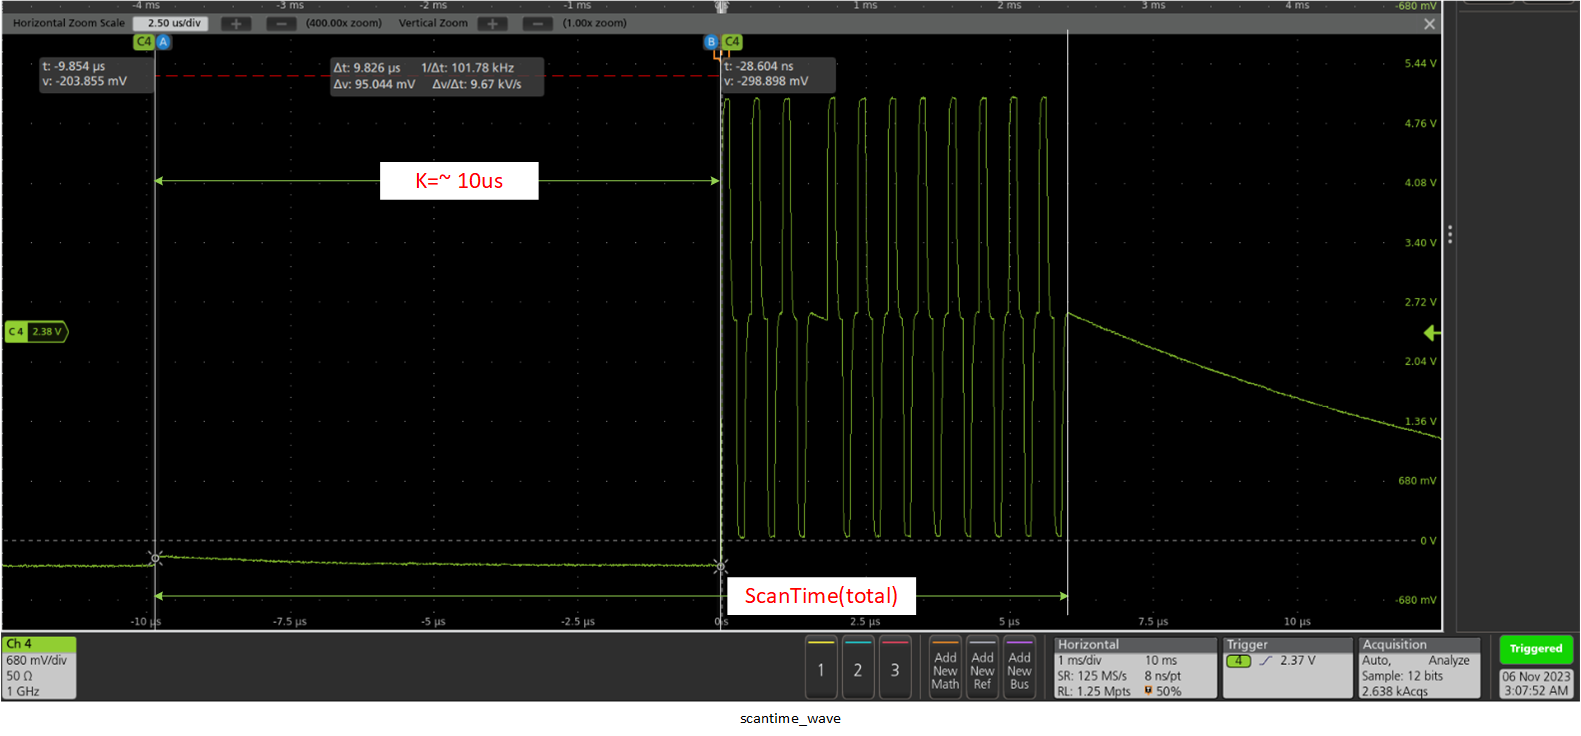 -4 ms -3 ms -2 ms -1 ms 1 ms 2 ms 3 ms 4 ms -680 mV
Horizontal Zoom Scale 2.50 us/div + − (400.00x zoom) Vertical Zoom + − (1.00x zoom)
C4 A B C4
t: -9.854 µs
v: -203.855 mV
Δt: 9.826 µs 1/Δt: 101.78 kHz
Δv: 95.044 mV Δv/Δt: 9.67 kV/s
t: -28.604 ns
v: -298.898 mV
5.44 V
4.76 V
K=~ 10us
4.08 V
3.40 V
2.72 V
C 4 2.38 V
2.04 V
1.36 V
680 mV
0 V
ScanTime(total)
-680 mV
-10 µs -7.5 µs -5 µs -2.5 µs 0 s 2.5 µs 5 µs 7.5 µs 10 µs
Ch 4
680 mV/div
50 Ω
1 GHz
1 2 3
Add New Math
Add New Ref
Add New Bus
Horizontal
1 ms/div 10 ms
SR: 125 MS/s 8 ns/pt
RL: 1.25 Mpts 50%
Trigger
4 2.37 V
Acquisition
Auto, Analyze
Sample: 12 bits
2.638 kAcqs
Triggered
06 Nov 2023
3:07:52 AM
scantime_wave